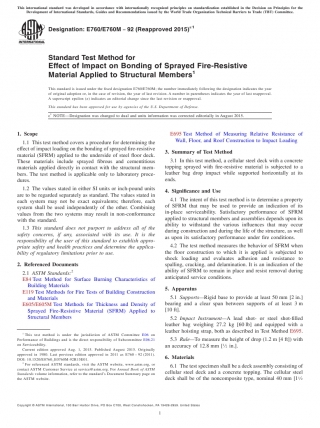 This international standard was developed in accordance with internationally recognized principles on standardization established in the Decision on Principles for the
Development of International Standards, Guides and Recommendations issued by the World Trade Organization Technical Barriers to Trade (TBT) Committee.
Designation: E760/E760M − 92 (Reapproved 2015)ε1
Standard Test Method for
Effect of Impact on Bonding of Sprayed Fire-Resistive
Material Applied to Structural Members1
This standard is issued under the fixed designation E760/E760M; the number immediately following the designation indicates the year
of original adoption or, in the case of revision, the year of last revision. A number in parentheses indicates the year of last reapproval.
A superscript epsilon (ε) indicates an editorial change since the last revision or reapproval.
This standard has been approved for use by agencies of the U.S. Department of Defense.
ε1 NOTE—Designation was changed to dual and units information was corrected editorially in August 2015.
1. Scope
1.1 This test method covers a procedure for determining the
effect of impact loading on the bonding of sprayed fire-resistive
material (SFRM) applied to the underside of steel floor deck.
These materials include sprayed fibrous and cementitious
materials applied directly in contact with the structural mem-
bers. The test method is applicable only to laboratory proce-
dures.
1.2 The values stated in either SI units or inch-pound units
are to be regarded separately as standard. The values stated in
each system may not be exact equivalents; therefore, each
system shall be used independently of the other. Combining
values from the two systems may result in non-conformance
with the standard.
1.3 This standard does not purport to address all of the
safety concerns, if any, associated with its use. It is the
responsibility of the user of this standard to establish appro-
priate safety and health practices and determine the applica-
bility of regulatory limitations prior to use.
2. Referenced Documents
2.1 ASTM Standards:2
E84 Test Method for Surface Burning Characteristics of
Building Materials
E119 Test Methods for Fire Tests of Building Construction
and Materials
E605/E605M Test Methods for Thickness and Density of
Sprayed Fire-Resistive Material (SFRM) Applied to
Structural Members
1 This test method is under the jurisdiction of ASTM Committee E06 on
Performance of Buildings and is the direct responsibility of Subcommittee E06.21
on Serviceability.
Current edition approved Aug. 1, 2015. Published August 2015. Originally
approved in 1980. Last previous edition approved in 2011 as E760 – 92 (2011).
2 For referenced ASTM standards, visit the ASTM website, www.astm.org, or
contact ASTM Customer Service at service@astm.org. For Annual Book of ASTM
Standards volume information, refer to the standard's Document Summary page on
the ASTM website.
E695 Test Method of Measuring Relative Resistance of
Wall, Floor, and Roof Construction to Impact Loading
3. Summary of Test Method
3.1 In this test method, a cellular steel deck with a concrete
topping sprayed with fire-resistive material is subjected to a
leather bag drop impact while supported horizontally at its
ends.
4. Significance and Use
4.1 The intent of this test is to determine a property
of SFRM that may be used to provide an indication of its
in-place serviceability. Satisfactory performance of SFRM
applied to structural members and assemblies depends upon its
ability to withstand the various influences that may occur
during construction and during the life of the structure, as well
as upon its satisfactory performance under fire conditions.
4.2 The test method measures the behavior of SFRM when
the floor construction to which it is applied is subjected to
shock loading and evaluates adhesion and resistance to
spalling, cracking, and delamination. It is an indication of the
ability of SFRM to remain in place and resist removal during
anticipated service conditions.
5. Apparatus
5.1 Supports—Rigid base to provide at least 50 mm [2 in.]
bearing and a clear span between supports of at least 3 m
[10 ft].
5.2 Impact Instrument—A lead shot- or steel shot-filled
leather bag weighing 27.2 kg [60 lb] and equipped with a
leather hoisting strap, both as described in Test Method E695.
5.3 Rule—To measure the height of drop (1.2 m [4 ft]) with
an accuracy of 12.8 mm [1⁄2 in.].
6. Materials
6.1 The test specimen shall be a deck assembly consisting of
cellular steel deck and a concrete topping. The cellular steel
deck shall be of the noncomposite type, nominal 40 mm [11⁄2
Copyright © ASTM International, 100 Barr Harbor Drive, PO Box C700, West Conshohocken, PA 19428-2959. United States
1